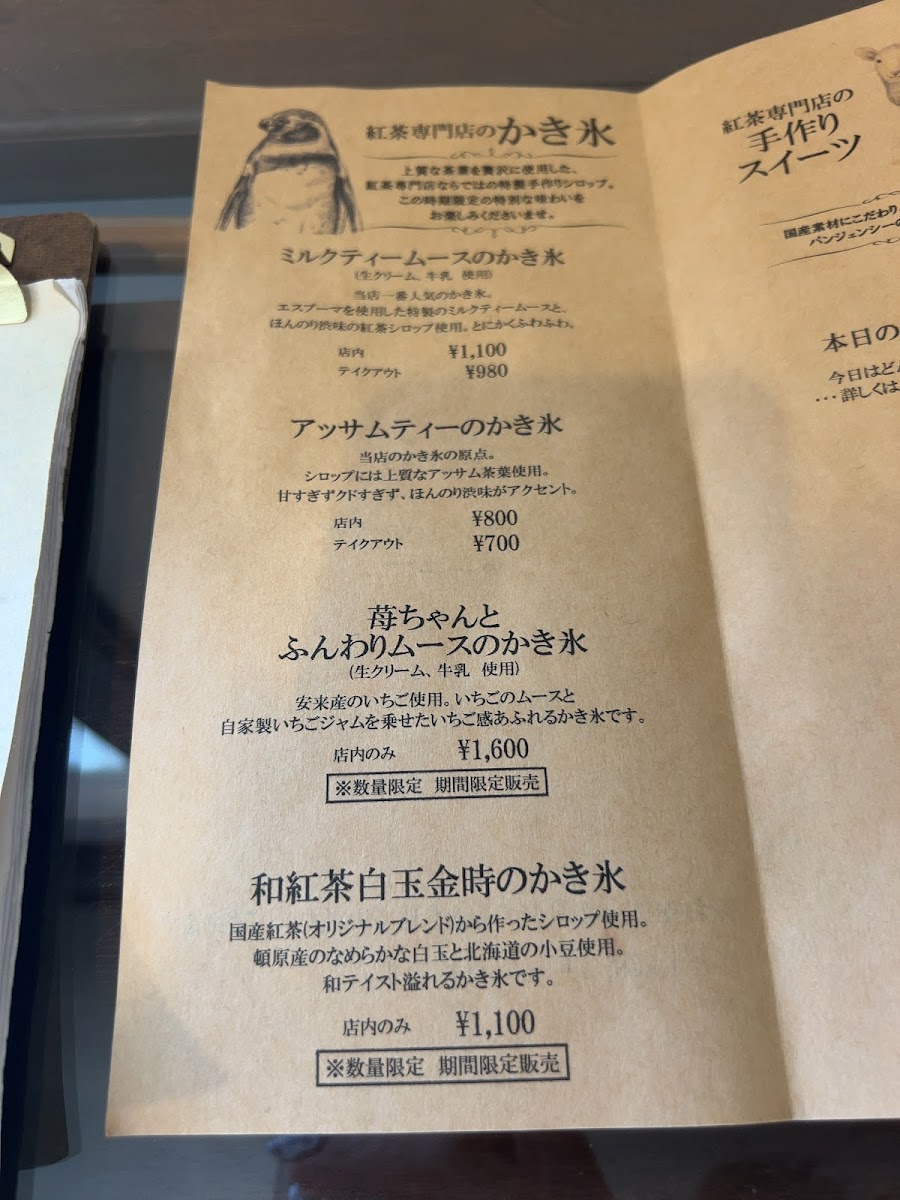 紅茶専門店のかき氷
上質な茶葉を贅沢に使用した、
紅茶専門店ならではの特製手作りシロップ。
この時期限定の特別な味わいを
お楽しみくださいませ。
ミルクティームースのかき氷
(生クリーム、牛乳 使用)
当店一番人気のかき氷。
エスプーマを使用した特製のミルクティームースと、
ほんのり渋味の紅茶シロップ使用。とにかくふわふわ。
店内 ¥1,100
テイクアウト ¥980
アッサムティーのかき氷
当店のかき氷の原点。
シロップには上質なアッサム茶葉使用。
甘すぎずクドすぎず、ほんのり渋味がアクセント。
店内 ¥800
テイクアウト ¥700
苺ちゃんと
ふんわりムースのかき氷
(生クリーム、牛乳 使用)
安来産のいちご使用。いちごのムースと
自家製いちごジャムを乗せたいちご感あふれるかき氷です。
店内のみ ¥1,600
※数量限定 期間限定販売
和紅茶白玉金時のかき氷
国産紅茶(オリジナルブレンド)から作ったシロップ使用。
頓原産のなめらかな白玉と北海道の小豆使用。
和テイスト溢れるかき氷です。
店内のみ ¥1,100
※数量限定 期間限定販売
紅茶専門店の
手作り
スイーツ
国産素材にこだわり、
パンジェンシーの
本日の
今日はど
・・・詳しくは